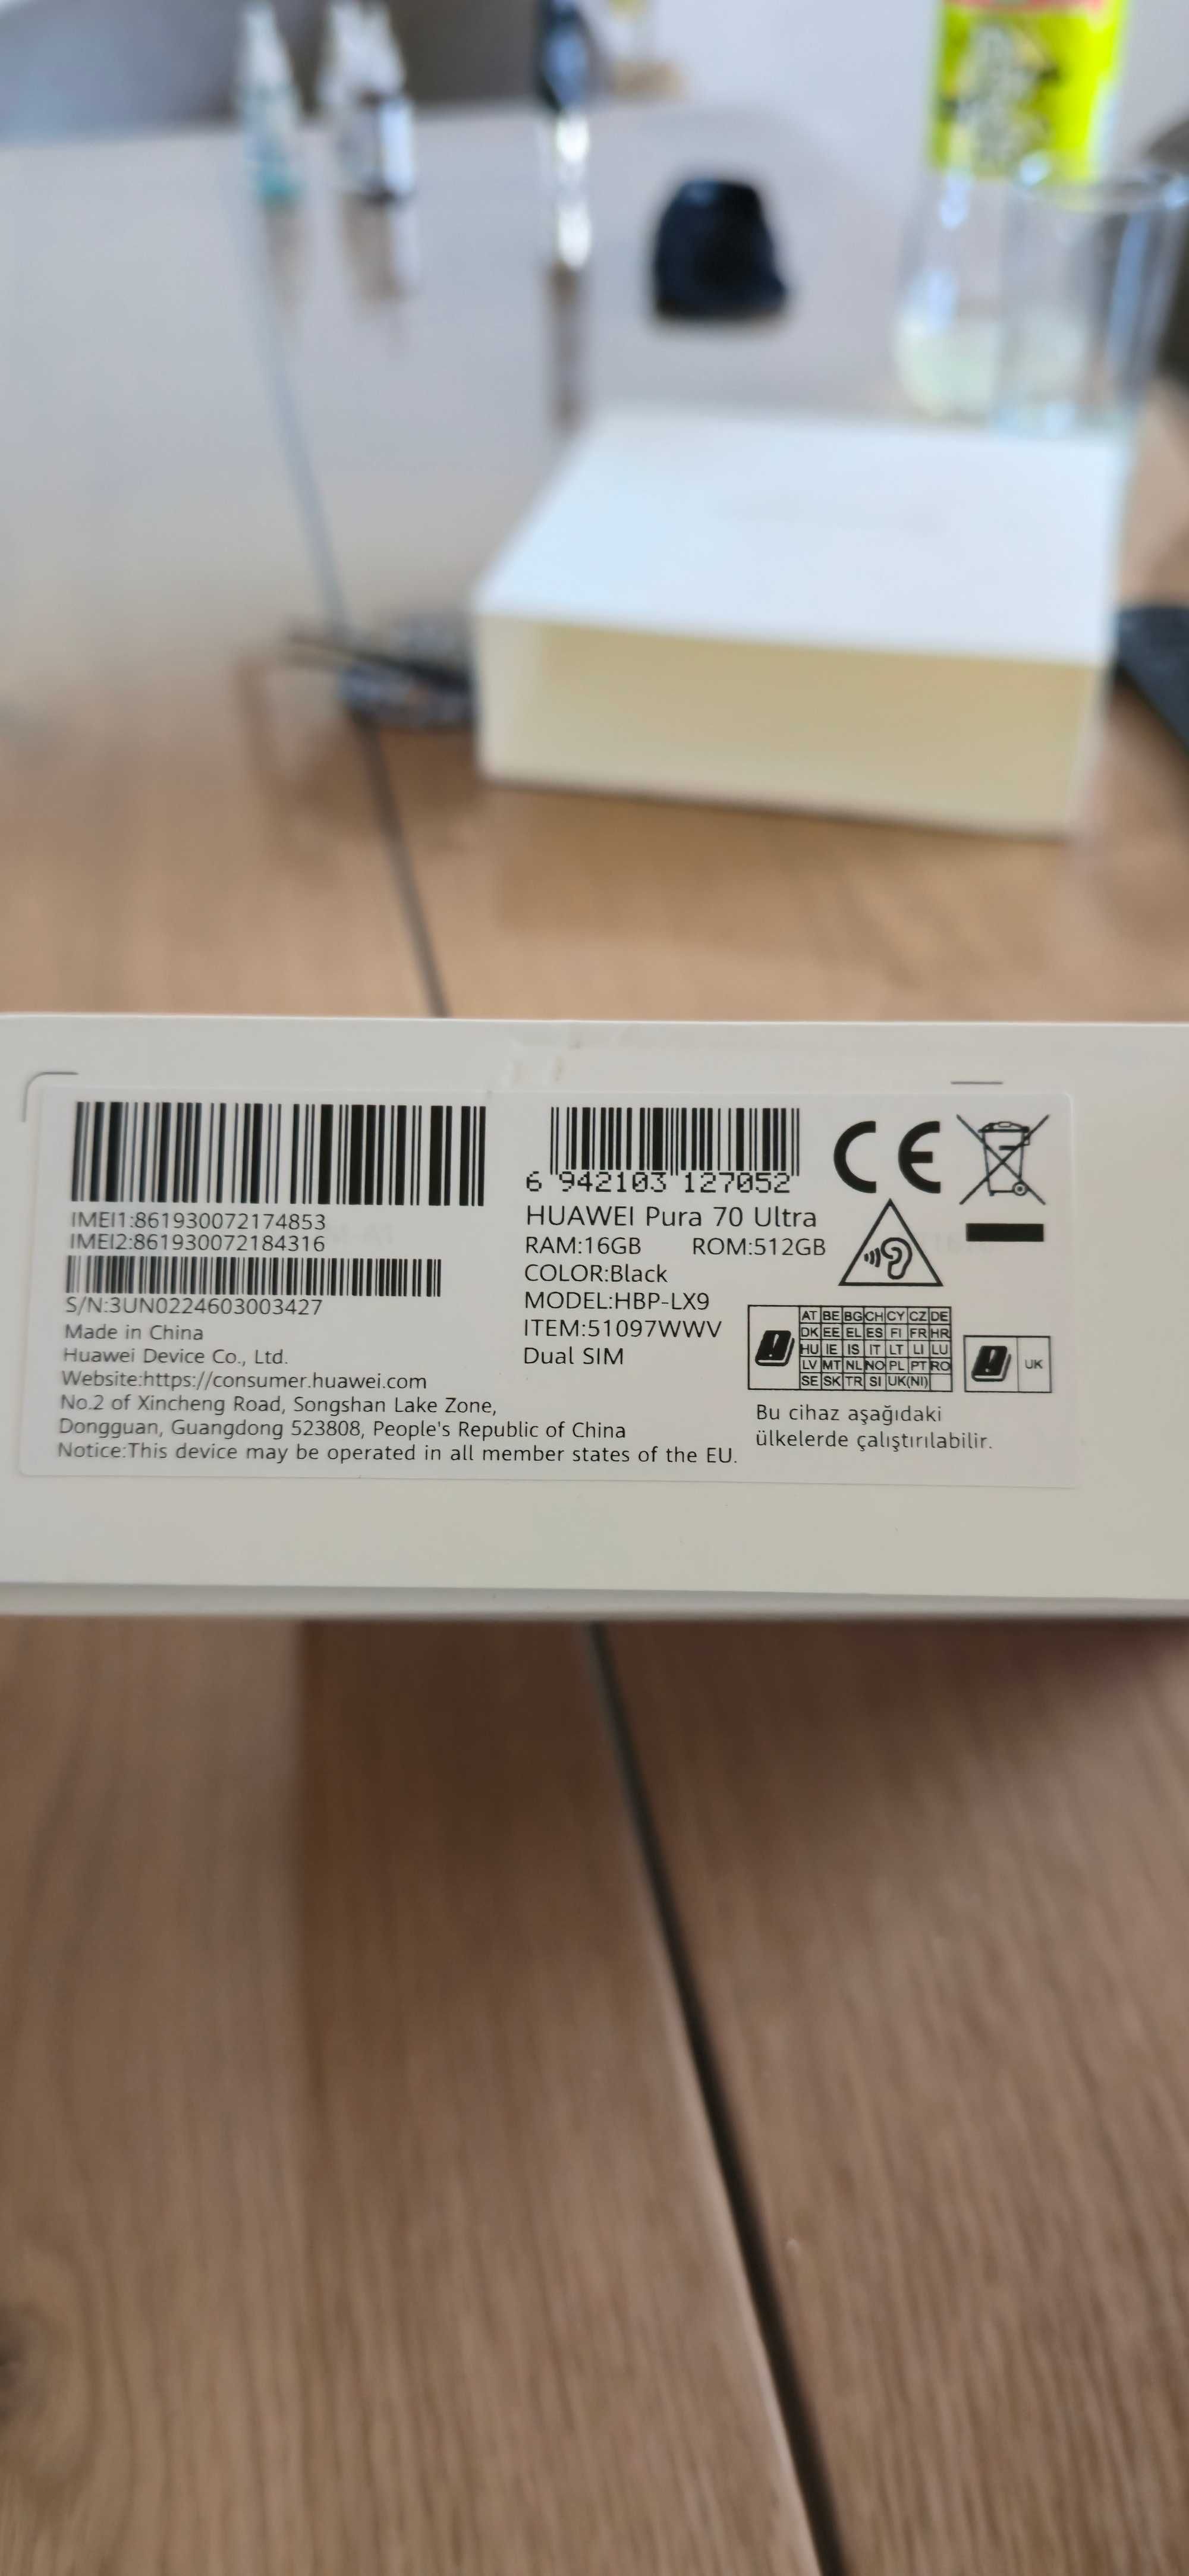 IMEI1:861930072174853
IMEI2:861930072184316
S/N:3UN0224603003427
Made in China
Huawei Device Co., Ltd.
Website:https://consumer.huawei.com
No.2 of Xincheng Road, Songshan Lake Zone,
Dongguan, Guangdong 523808, People's Republic of China
Notice:This device may be operated in all member states of the EU.
6 942103 127052
HUAWEI Pura 70 Ultra
RAM:16GB ROM:512GB
COLOR:Black
MODEL:HBP-LX9
ITEM:51097WWV
Dual SIM
CE
AT BE BG CH CY CZ DE
DK EE EL ES FI FR HR
HU IE IS IT LT LI LU
LV MT NL NO PL PT RO
SE SK TR SI UK(NI)
UK
Bu cihaz aşağıdaki
ülkelerde çalıştırılabilir.